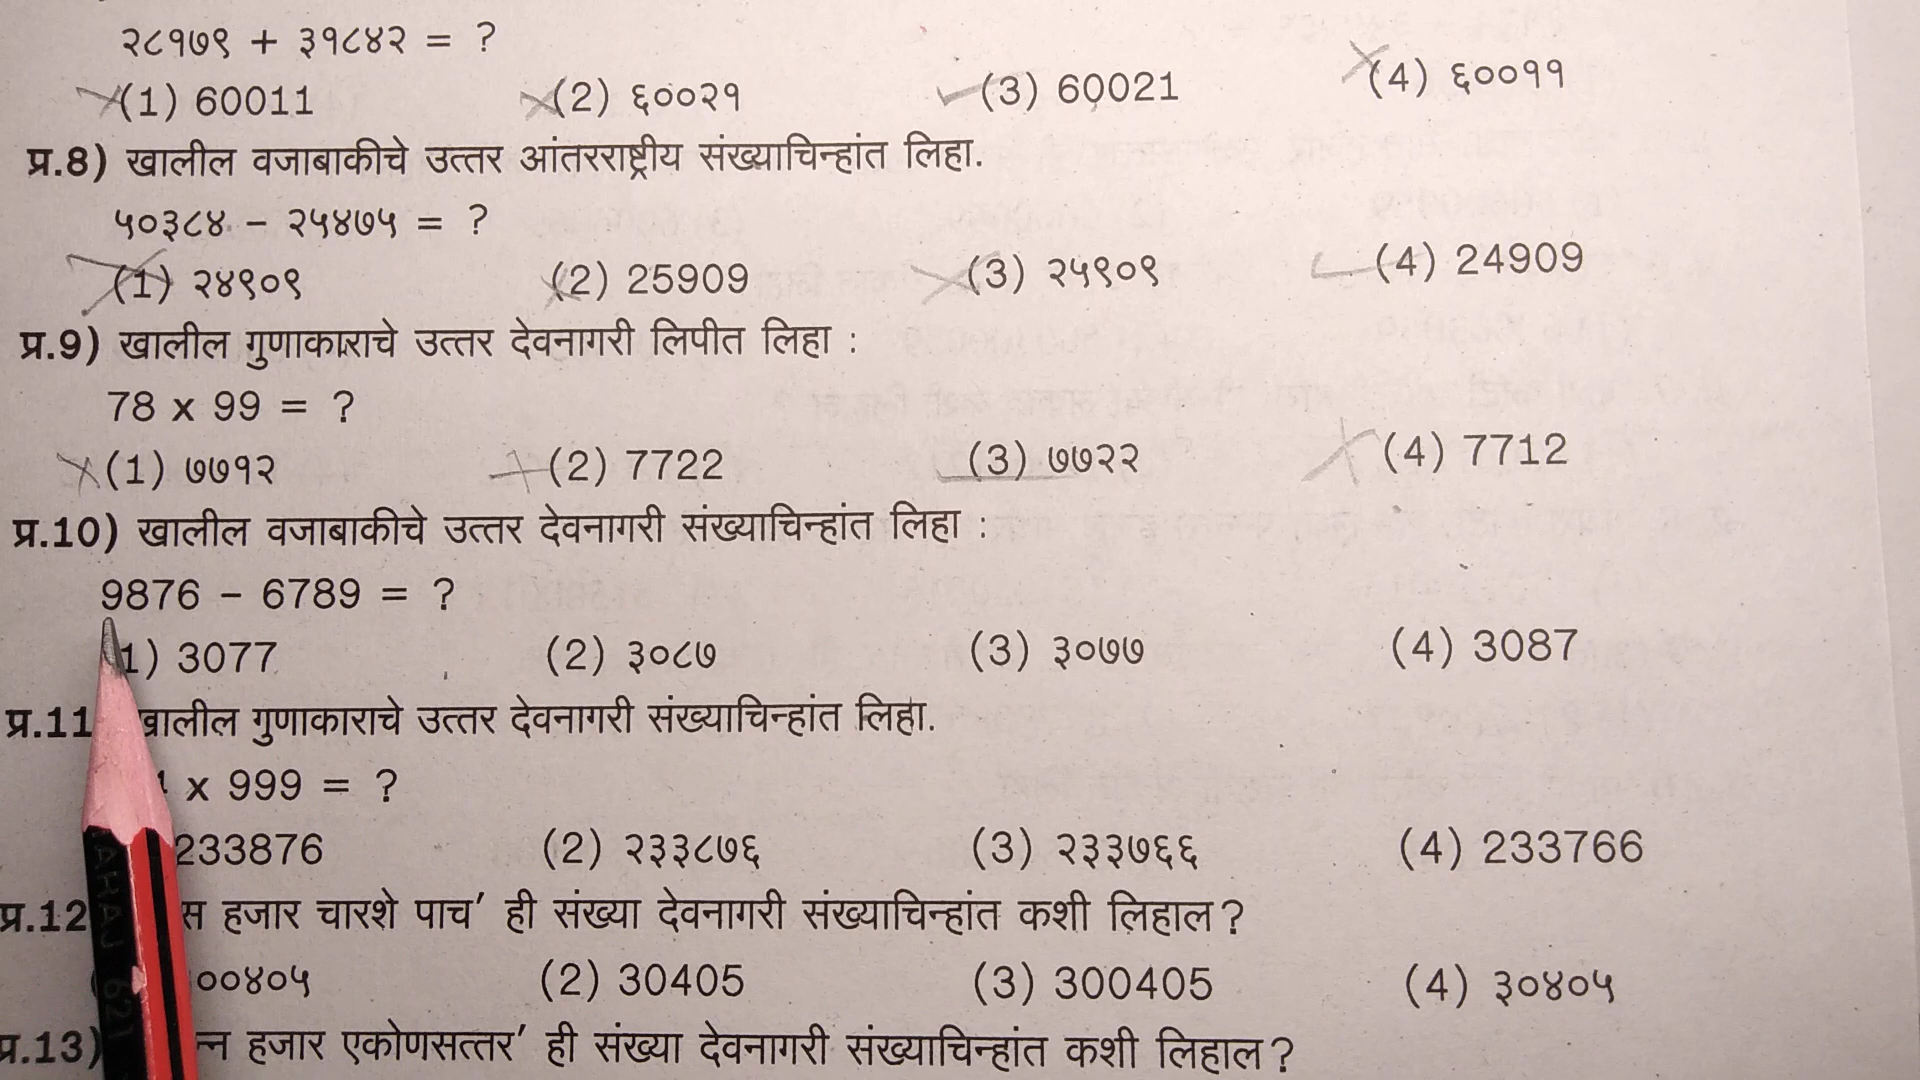 २८१७९ + ३१८४२ = ?
(1) 60011 (2) ६००२१ (3) 60021 (4) ६००११
प्र.8) खालील वजाबाकीचे उत्तर आंतरराष्ट्रीय संख्याचिन्हांत लिहा.
५०३८४ – २५४७५ = ?
(1) २४९०९ (2) 25909 (3) २५९०९ (4) 24909
प्र.9) खालील गुणाकाराचे उत्तर देवनागरी लिपीत लिहा :
78 x 99 = ?
(1) ७७१२ (2) 7722 (3) ७७२२ (4) 7712
प्र.10) खालील वजाबाकीचे उत्तर देवनागरी संख्याचिन्हांत लिहा :
9876 – 6789 = ?
1) 3077 (2) ३०८७ (3) ३०७७ (4) 3087
प्र.11 खालील गुणाकाराचे उत्तर देवनागरी संख्याचिन्हांत लिहा.
x 999 = ?
233876 (2) २३३८७६ (3) २३३७६६ (4) 233766
प्र.12 स हजार चारशे पाच' ही संख्या देवनागरी संख्याचिन्हांत कशी लिहाल?
००४०५ (2) 30405 (3) 300405 (4) ३०४०५
प्र.13) न्न हजार एकोणसत्तर' ही संख्या देवनागरी संख्याचिन्हांत कशी लिहाल?